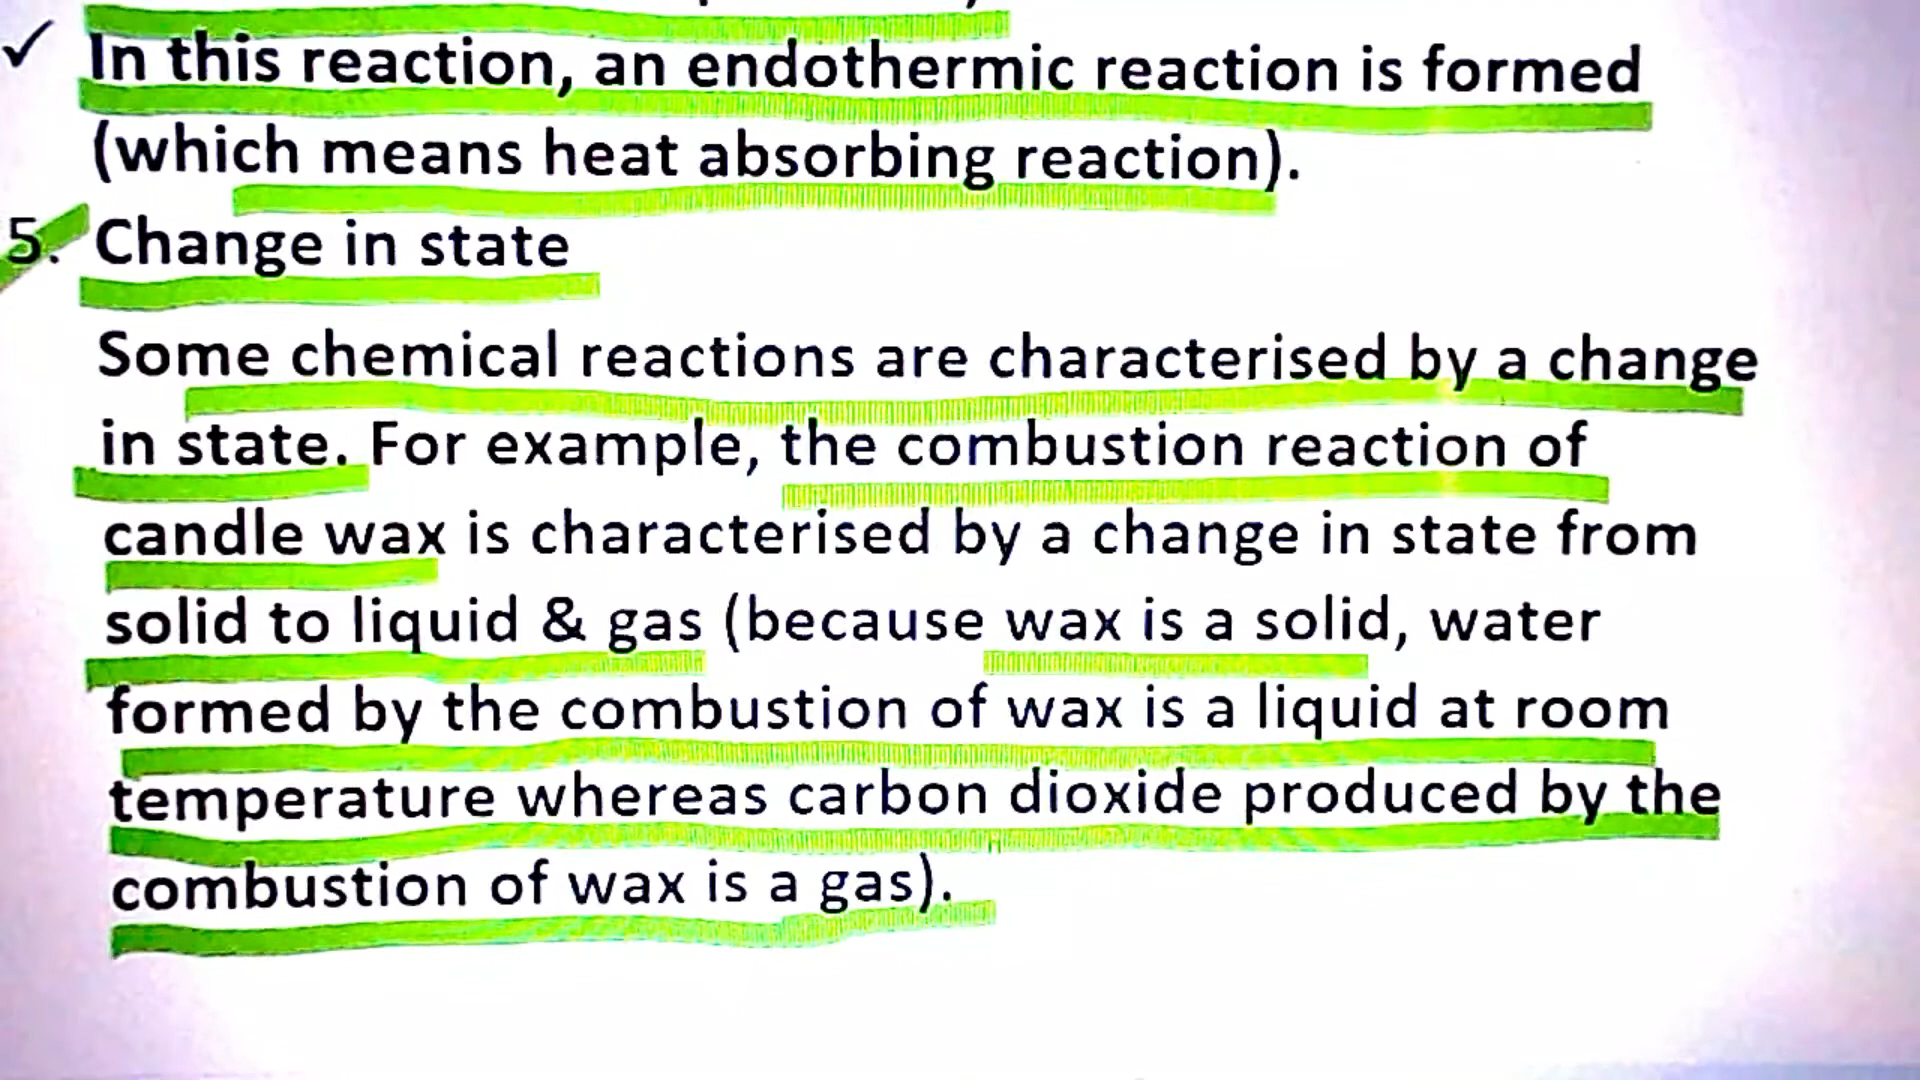 ✓ In this reaction, an endothermic reaction is formed
(which means heat absorbing reaction).
5. Change in state
Some chemical reactions are characterised by a change
in state. For example, the combustion reaction of
candle wax is characterised by a change in state from
solid to liquid & gas (because wax is a solid, water
formed by the combustion of wax is a liquid at room
temperature whereas carbon dioxide produced by the
combustion of wax is a gas).